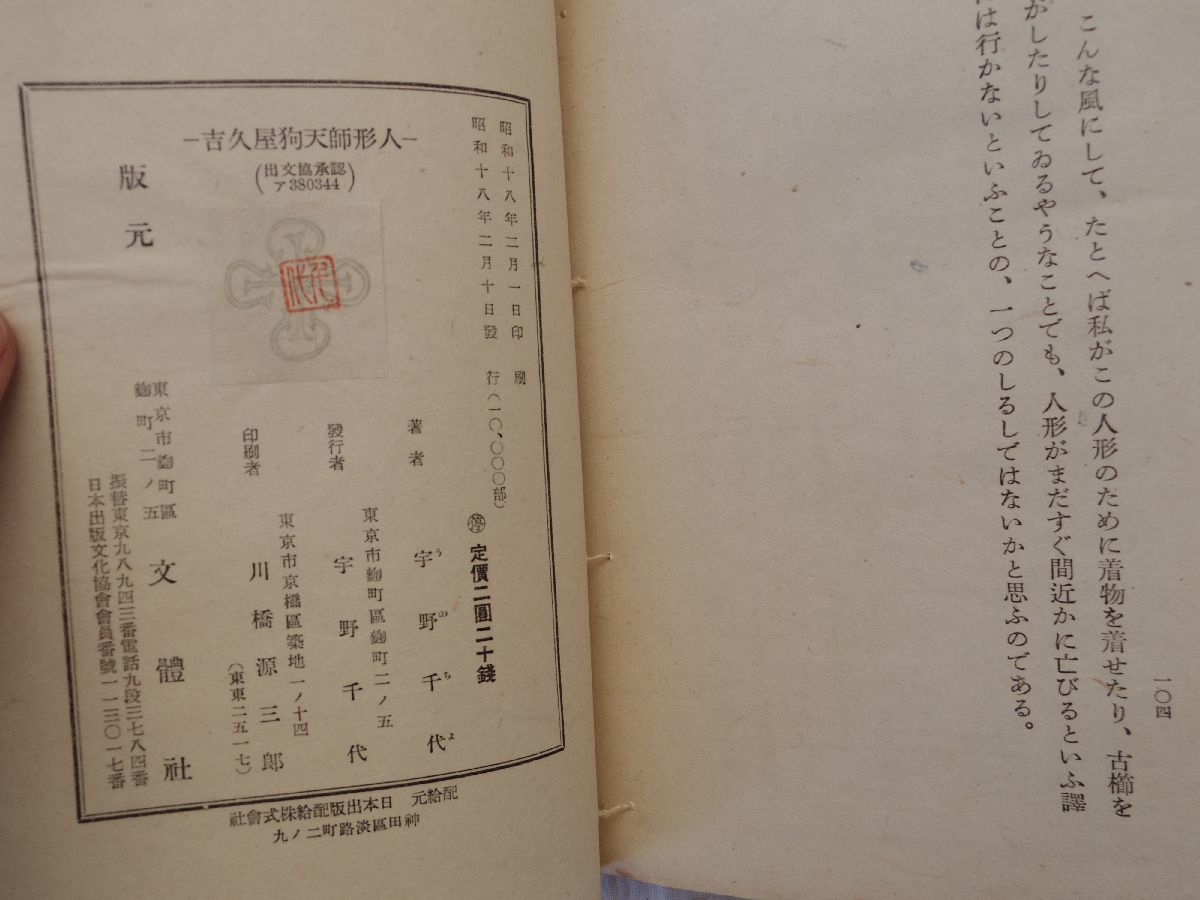 こんな風にして、たとへば私がこの人形のために着物を着せたり、古櫛を
がしたりしてゐるやうなことでも、人形がまだすぐ間近かに亡びるといふ譯
は行かないといふことの、一つのしるしではないかと思ふのである。
一〇四
昭和十八年二月一日印刷
昭和十八年二月十日發行(一〇、〇〇〇部)
㊡定價二圓二十錢
—吉久屋狗天師形人—
(出文協承認
ア380344)
著者 宇野千代
うのちよ
東京市麴町區麴町二ノ五
發行者 宇野千代
東京市京橋區築地一ノ十四
印刷者 川橋源三郎
(東東二五一七)
版元
東京市麴町區
麴町二ノ五
文體社
振替東京九八九四三番電話九段三七八四番
日本出版文化協會會員番號一一三〇一七番
社會式株給配版出本日 元給配
九ノ二町路淡區田神